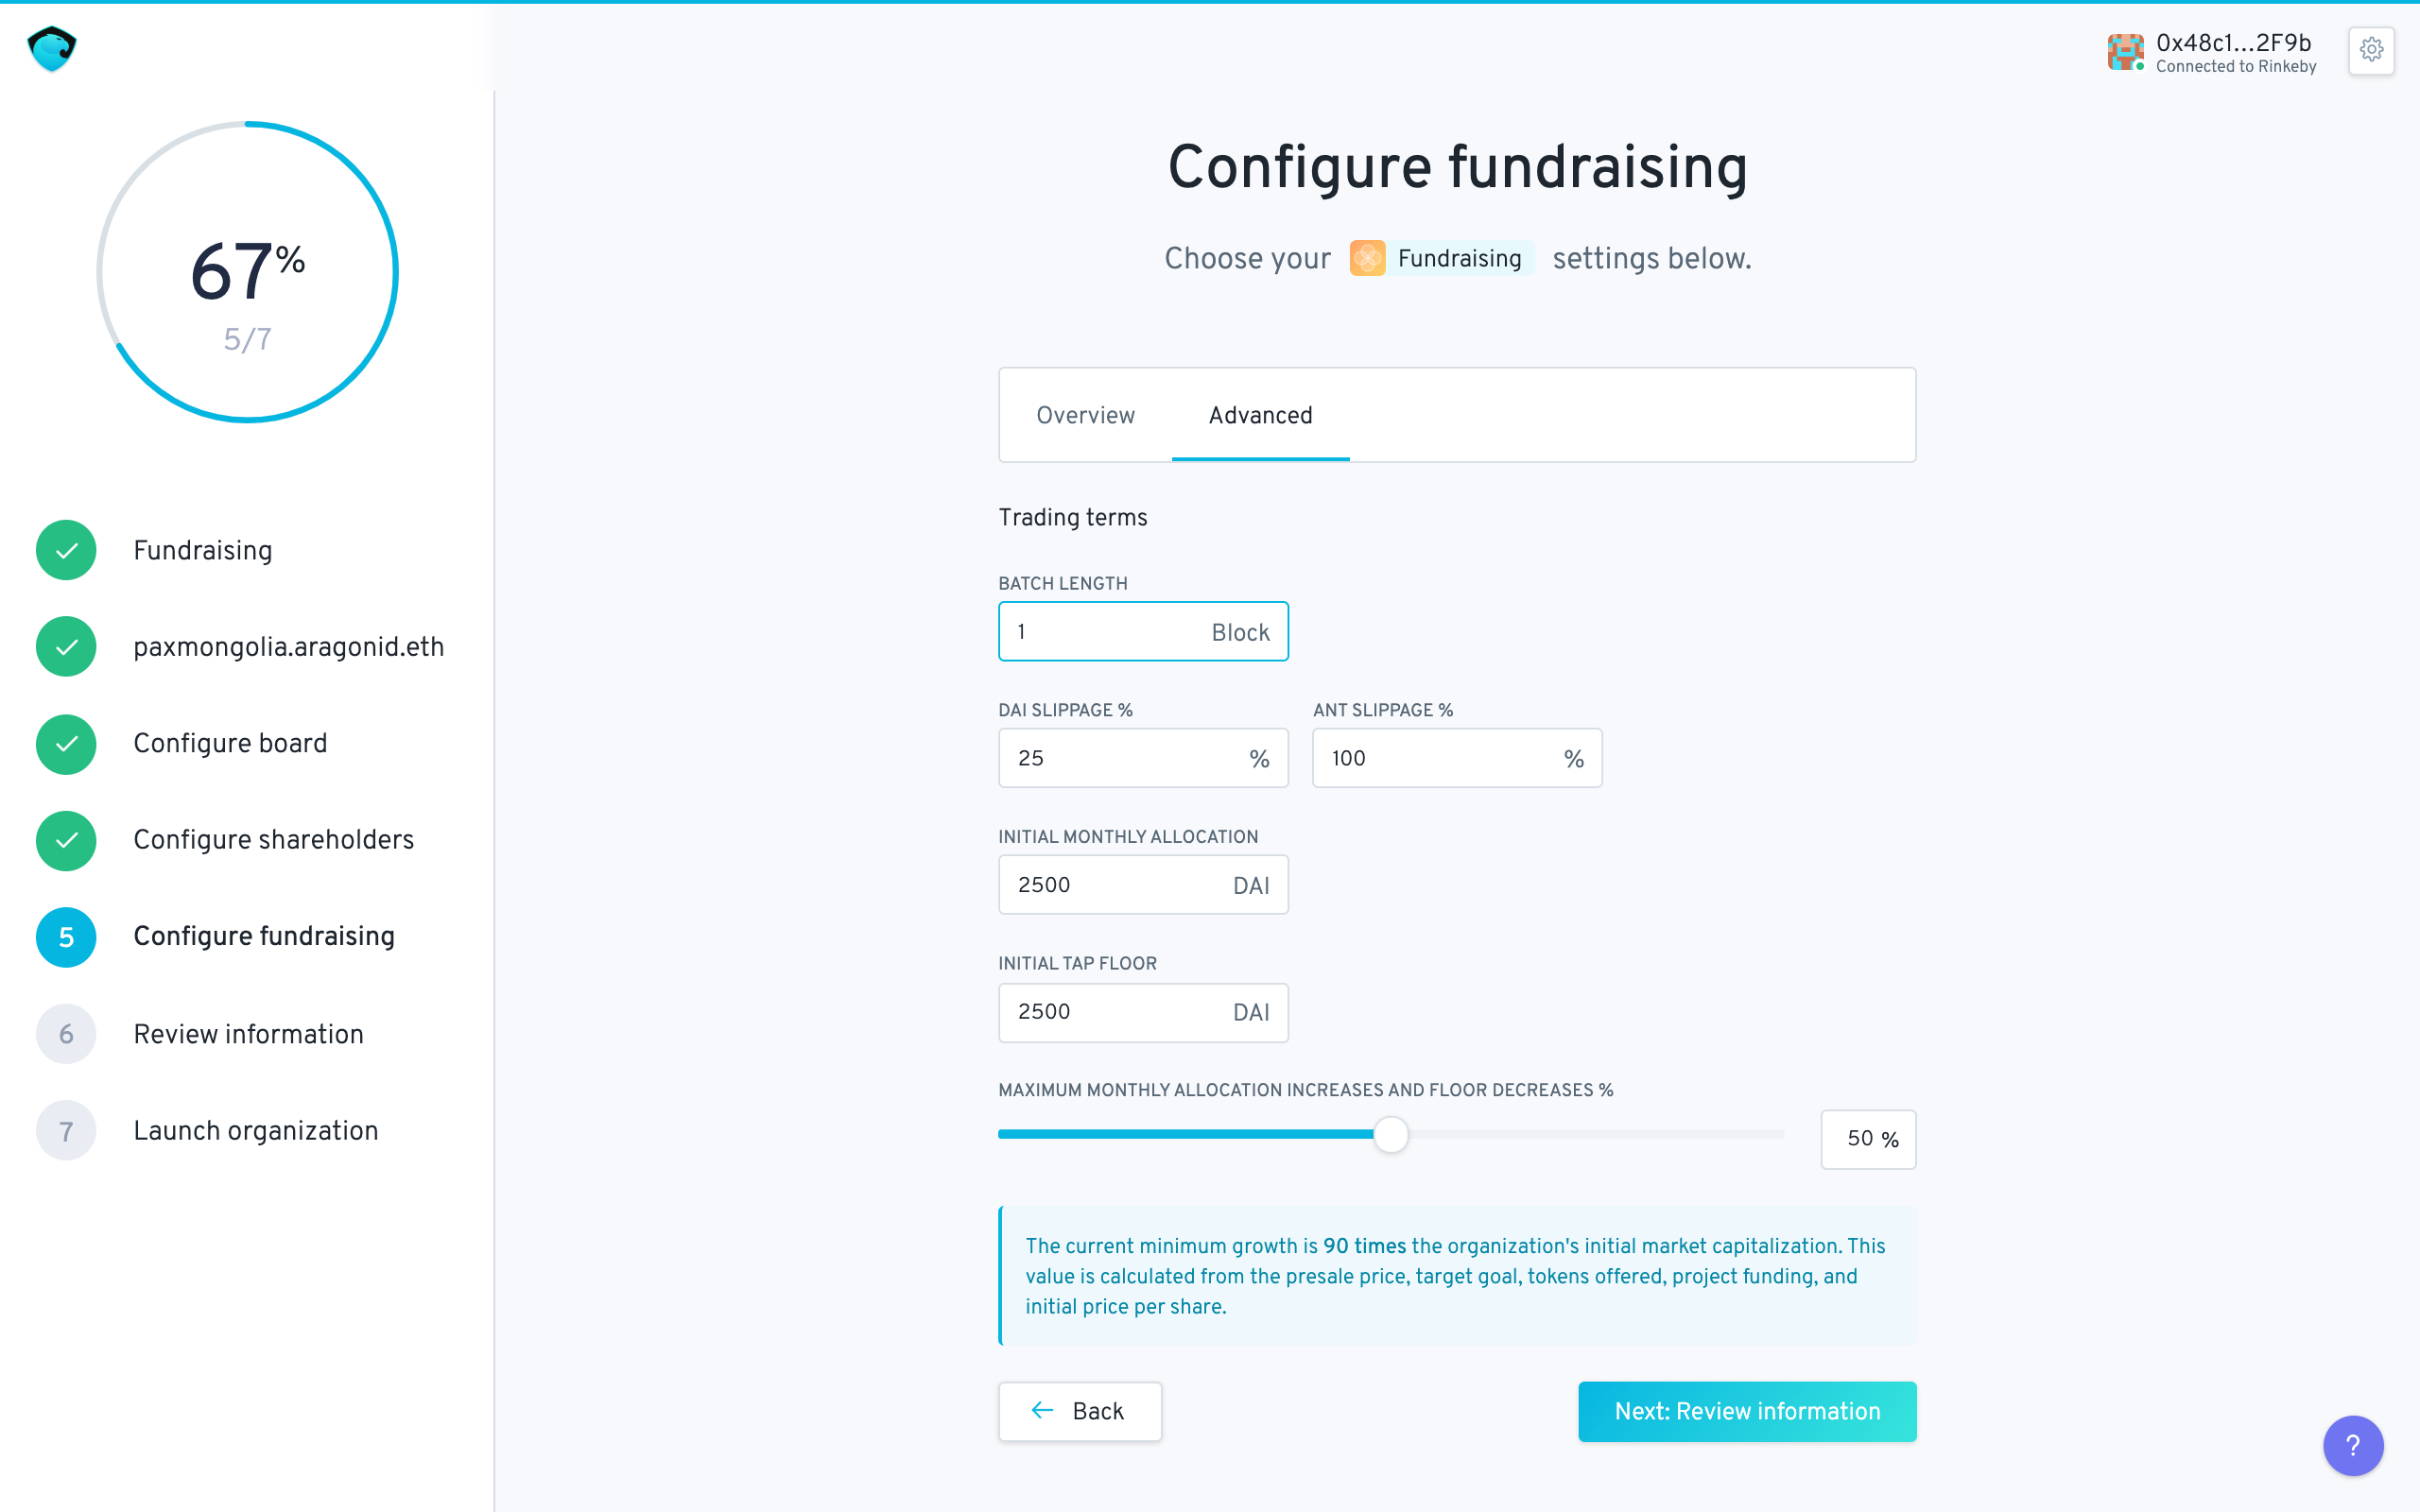 0x48c1...2F9b
Connected to Rinkeby
67%
5/7
Fundraising
paxmongolia.aragonid.eth
Configure board
Configure shareholders
5 Configure fundraising
6 Review information
7 Launch organization
Configure fundraising
Choose your Fundraising settings below.
Overview Advanced
Trading terms
BATCH LENGTH
1 Block
DAI SLIPPAGE % ANT SLIPPAGE %
25 % 100 %
INITIAL MONTHLY ALLOCATION
2500 DAI
INITIAL TAP FLOOR
2500 DAI
MAXIMUM MONTHLY ALLOCATION INCREASES AND FLOOR DECREASES %
50 %
The current minimum growth is 90 times the organization's initial market capitalization. This
value is calculated from the presale price, target goal, tokens offered, project funding, and
initial price per share.
Back Next: Review information
?